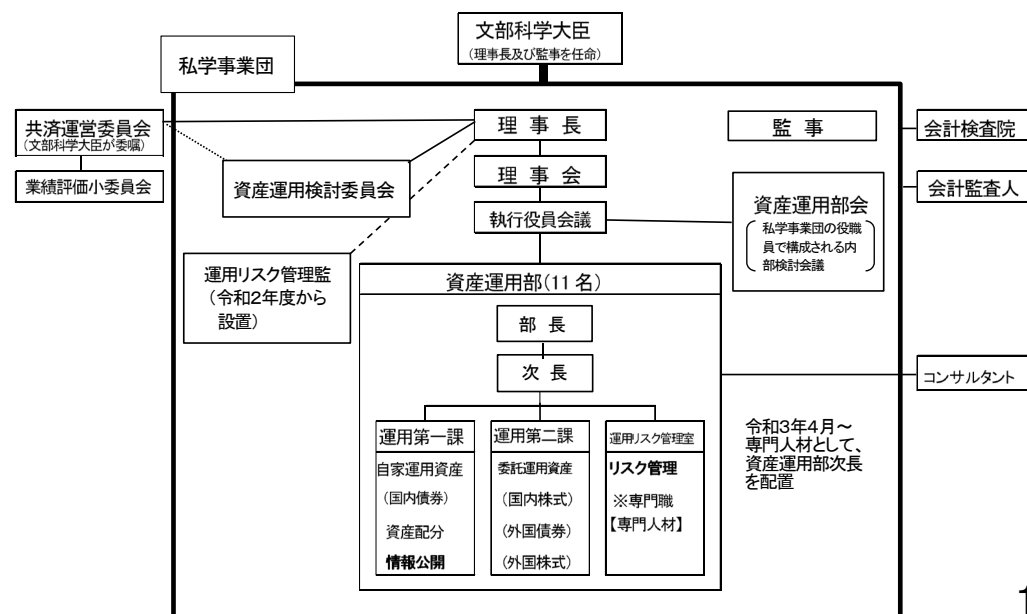 文部科学大臣
(理事長及び監事を任命)
私学事業団
共済運営委員会
(文部科学大臣が委嘱)
業績評価小委員会
理 事 長
監 事
会計検査院
会計監査人
理 事 会
資産運用検討委員会
執行役員会議
資産運用部会
私学事業団の役職
員で構成される内
部検討会議
運用リスク管理監
(令和2年度から
設置)
資産運用部(11 名)
部 長
次 長
コンサルタント
運用第一課
自家運用資産
(国内債券)
資産配分
情報公開
運用第二課
委託運用資産
(国内株式)
(外国債券)
(外国株式)
運用リスク管理室
リスク管理
※専門職
【専門人材】
令和3年4月～
専門人材として、
資産運用部次長
を配置